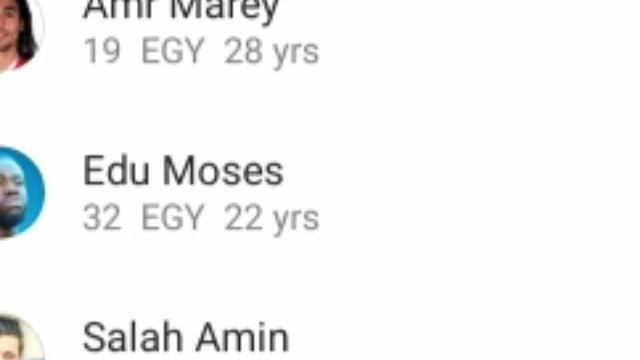 Amr Marey
19 EGY 28 yrs
Edu Moses
32 EGY 22 yrs
Salah Amin